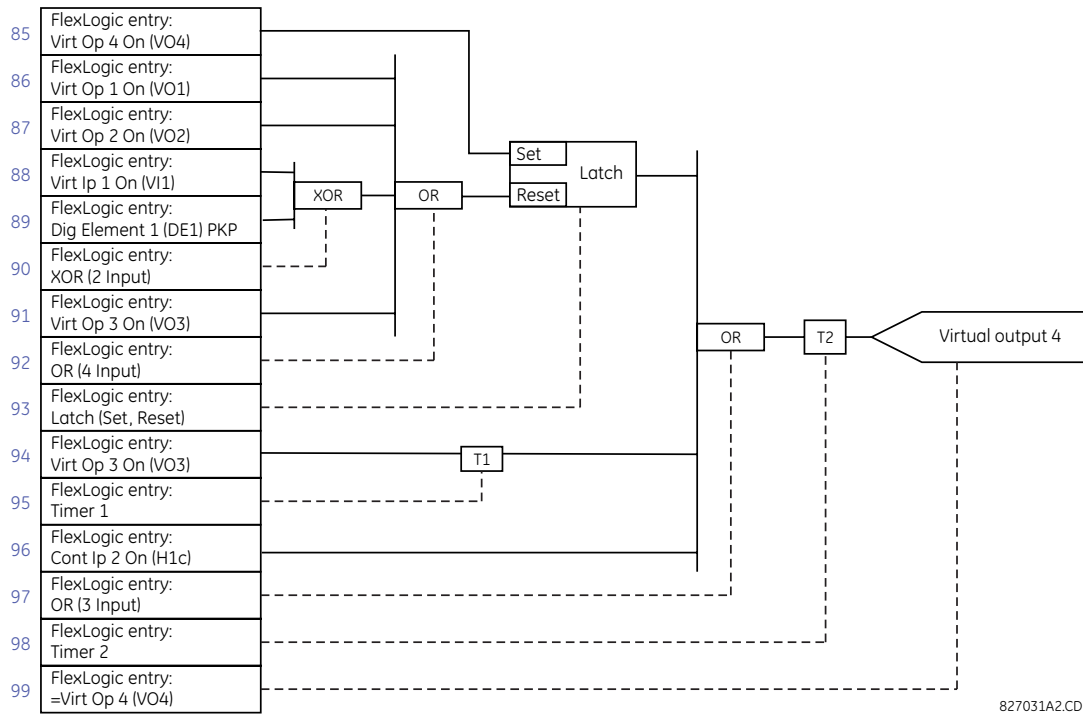 85
FlexLogic entry:
Virt Op 4 On (VO4)
86
FlexLogic entry:
Virt Op 1 On (VO1)
87
FlexLogic entry:
Virt Op 2 On (VO2)
88
FlexLogic entry:
Virt Ip 1 On (VI1)
89
FlexLogic entry:
Dig Element 1 (DE1) PKP
90
FlexLogic entry:
XOR (2 Input)
91
FlexLogic entry:
Virt Op 3 On (VO3)
92
FlexLogic entry:
OR (4 Input)
93
FlexLogic entry:
Latch (Set, Reset)
94
FlexLogic entry:
Virt Op 3 On (VO3)
95
FlexLogic entry:
Timer 1
96
FlexLogic entry:
Cont Ip 2 On (H1c)
97
FlexLogic entry:
OR (3 Input)
98
FlexLogic entry:
Timer 2
99
FlexLogic entry:
=Virt Op 4 (VO4)
XOR
OR
Set
Reset
Latch
T1
OR
T2
Virtual output 4
827031A2.CD